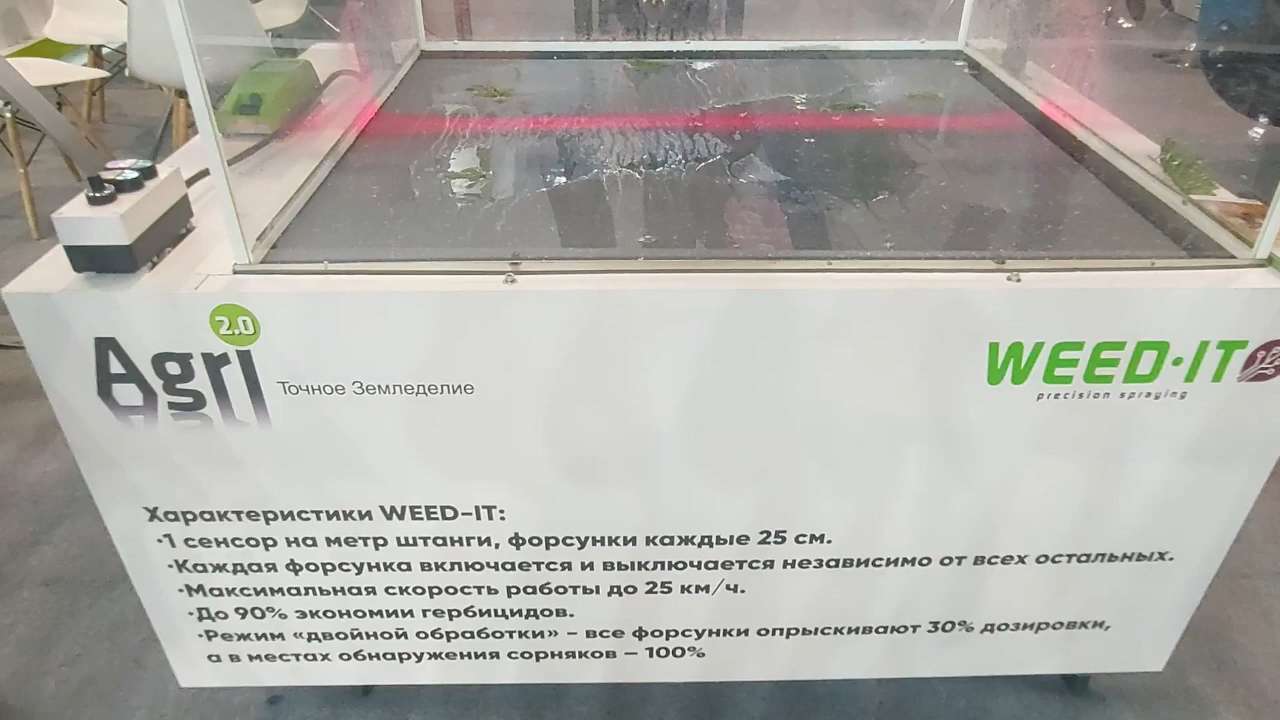 2.0
Agri
Точное Земледелие
WEED·IT
precision spraying
Характеристики WEED-IT:
·1 сенсор на метр штанги, форсунки каждые 25 см.
·Каждая форсунка включается и выключается независимо от всех остальных.
·Максимальная скорость работы до 25 км/ч.
·До 90% экономии гербицидов.
·Режим «двойной обработки» – все форсунки опрыскивают 30% дозировки,
а в местах обнаружения сорняков – 100%